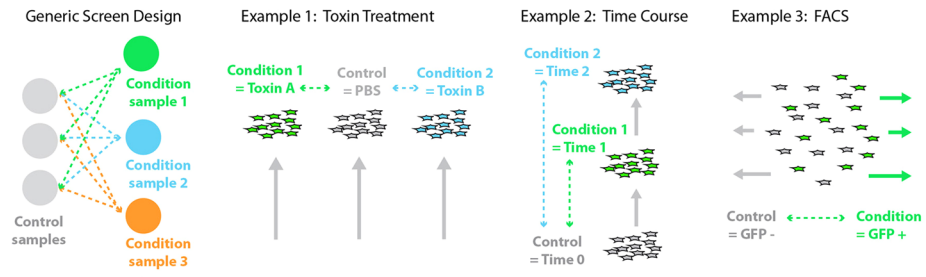 Generic Screen Design
Condition
sample 1
Condition
sample 2
Condition
sample 3
Control
samples
Example 1:  Toxin Treatment
Condition 1
= Toxin A
Control
= PBS
Condition 2
= Toxin B
Example 2:  Time Course
Condition 2
= Time 2
Condition 1
= Time 1
Control
= Time 0
Example 3:  FACS
Control
= GFP -
Condition
= GFP +